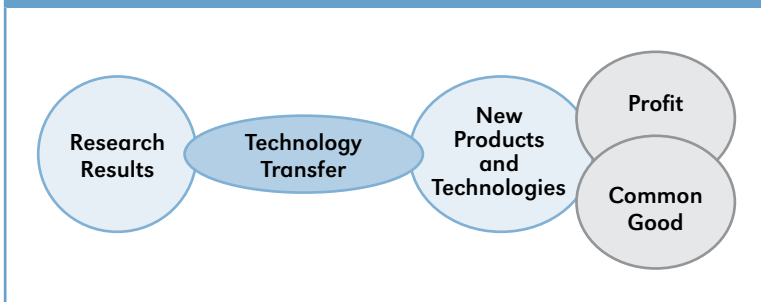 Research
Results
Technology
Transfer
New
Products
and
Technologies
Profit
Common
Good